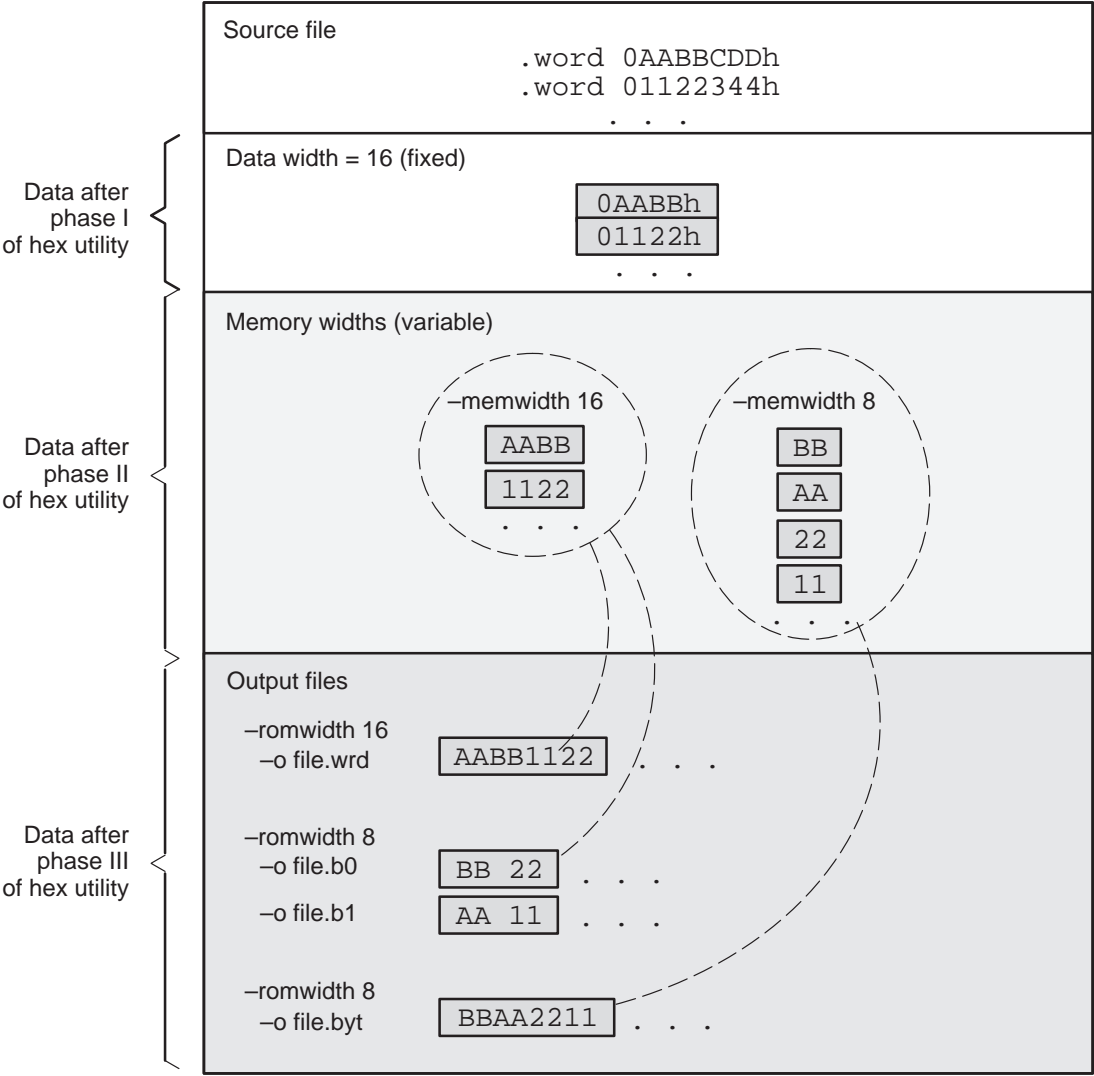 Source file
.word 0AABBCDDh
.word 01122344h
. . .
Data after
phase I
of hex utility
Data width = 16 (fixed)
0AABBh
01122h
. . .
Data after
phase II
of hex utility
Memory widths (variable)
–memwidth 16
AABB
1122
. . .
–memwidth 8
BB
AA
22
11
. . .
Data after
phase III
of hex utility
Output files
–romwidth 16
–o file.wrd AABB1122 . . .
–romwidth 8
–o file.b0 BB 22 . . .
–o file.b1 AA 11 . . .
–romwidth 8
–o file.byt BBAA2211 . . .